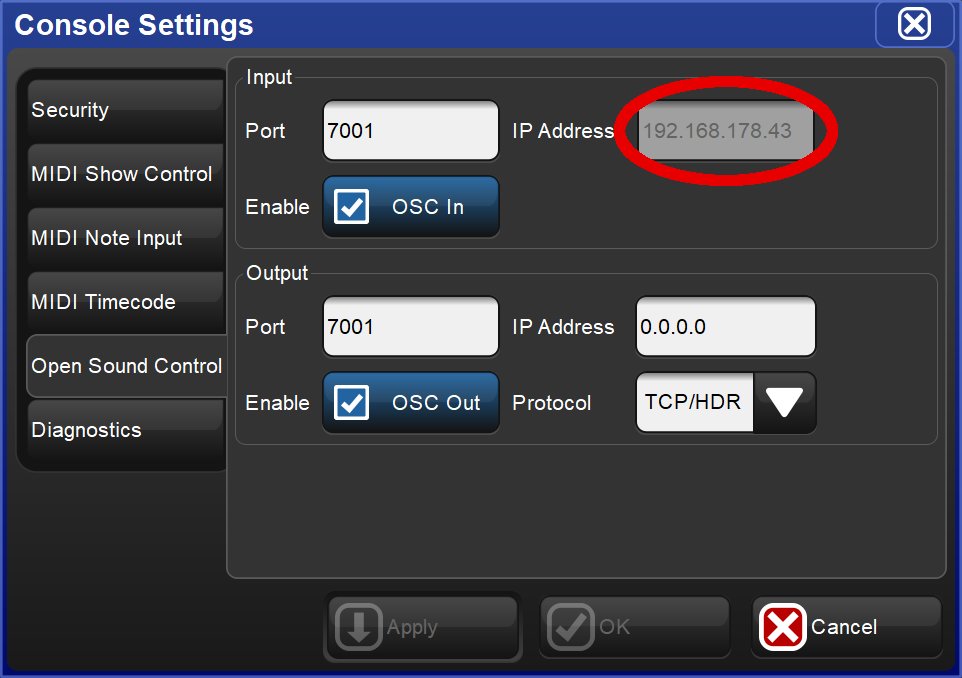 Console Settings
Security
MIDI Show Control
MIDI Note Input
MIDI Timecode
Open Sound Control
Diagnostics
Input
Port 7001 IP Address 192.168.178.43
Enable OSC In
Output
Port 7001 IP Address 0.0.0.0
Enable OSC Out Protocol TCP/HDR
Apply OK Cancel